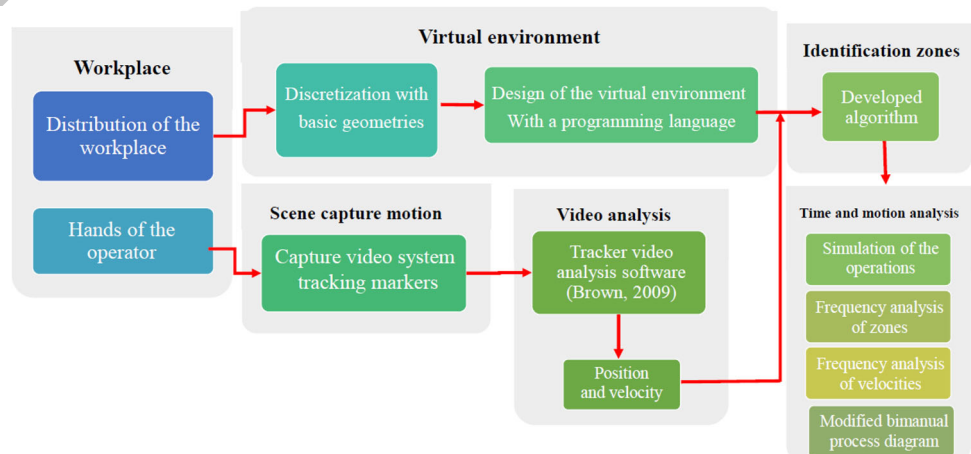 Workplace
Distribution of the
workplace
Hands of the
operator
Virtual environment
Discretization with
basic geometries
Design of the virtual environment
With a programming language
Scene capture motion
Capture video system
tracking markers
Video analysis
Tracker video
analysis software
(Brown, 2009)
Position
and velocity
Identification zones
Developed
algorithm
Time and motion analysis
Simulation of the
operations
Frequency analysis
of zones
Frequency analysis
of velocities
Modified bimanual
process diagram